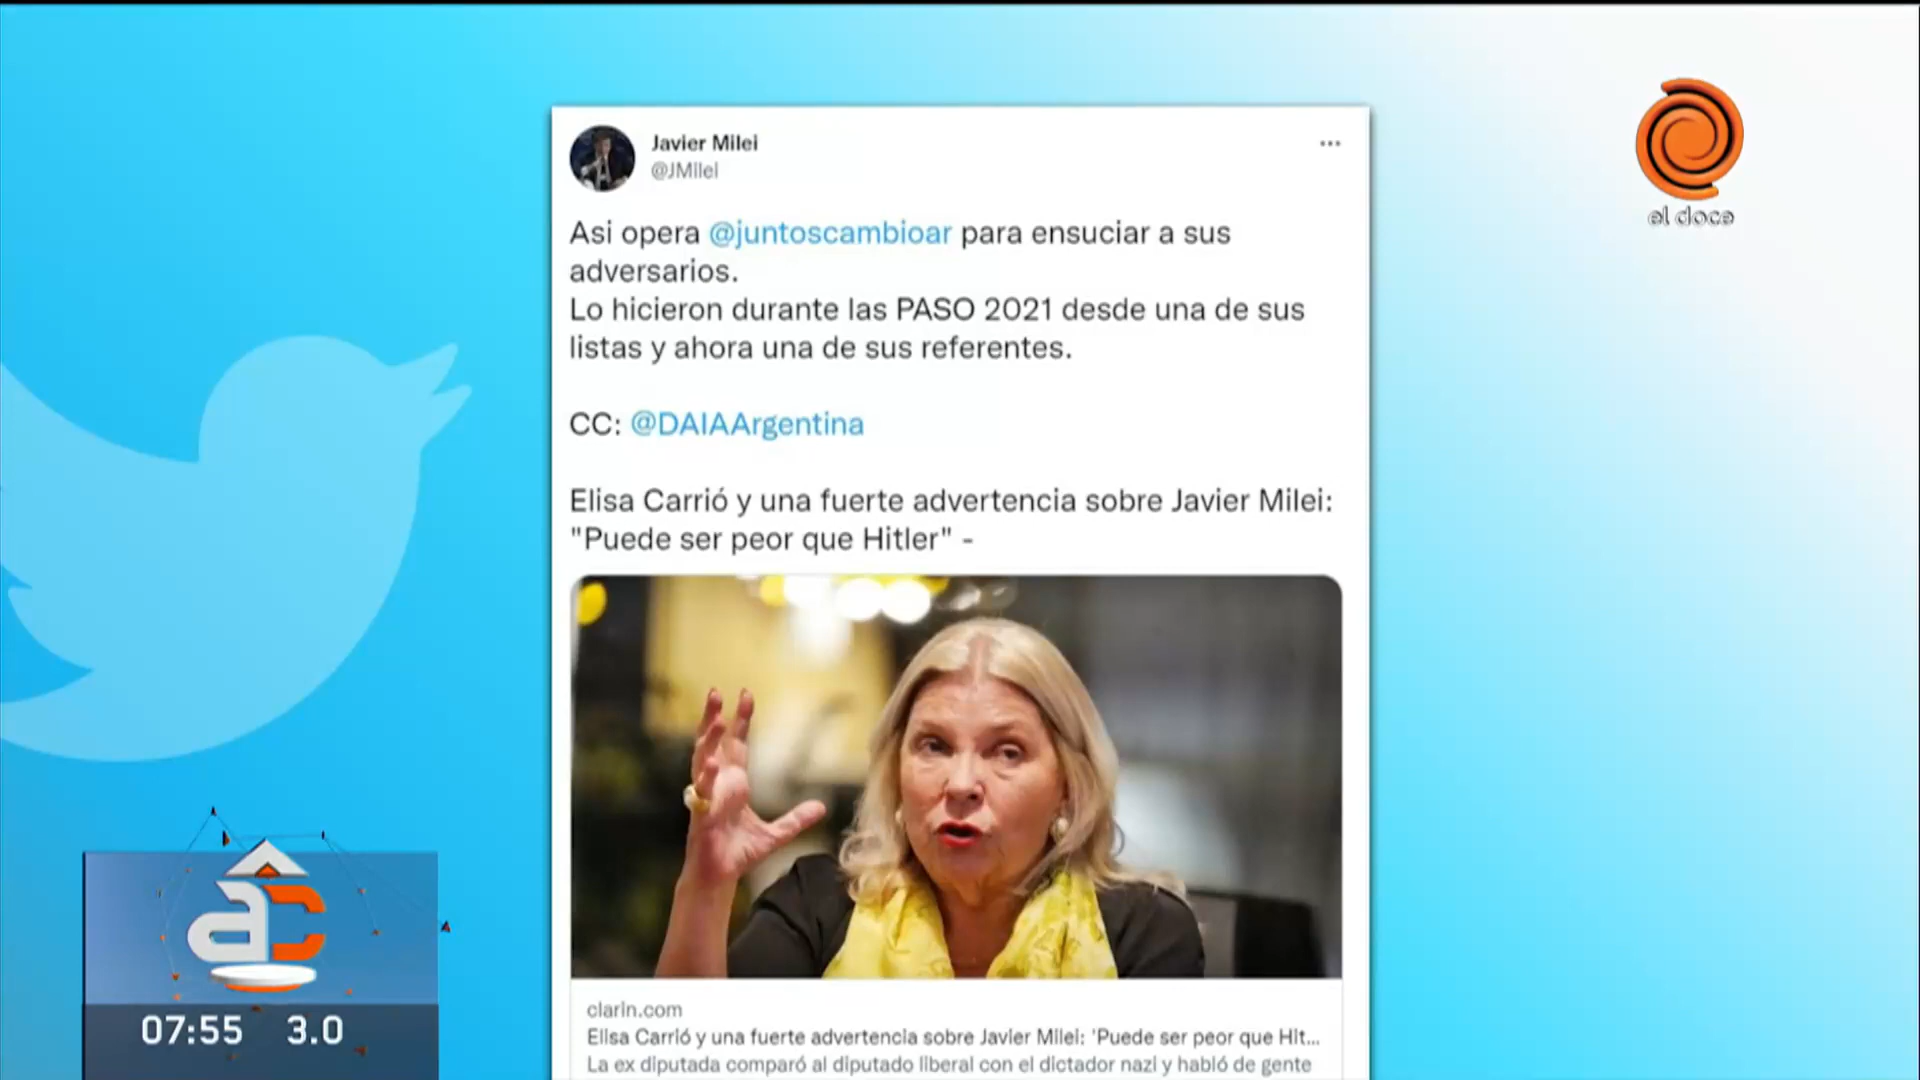 Javier Milei
@JMilei
Asi opera @juntoscambioar para ensuciar a sus
adversarios.
Lo hicieron durante las PASO 2021 desde una de sus
listas y ahora una de sus referentes.
CC: @DAIAArgentina
Elisa Carrió y una fuerte advertencia sobre Javier Milei:
"Puede ser peor que Hitler" -
clarin.com
Elisa Carrió y una fuerte advertencia sobre Javier Milei: 'Puede ser peor que Hit...
La ex diputada comparó al diputado liberal con el dictador nazi y habló de gente
el doce
ac
07:55 3.0